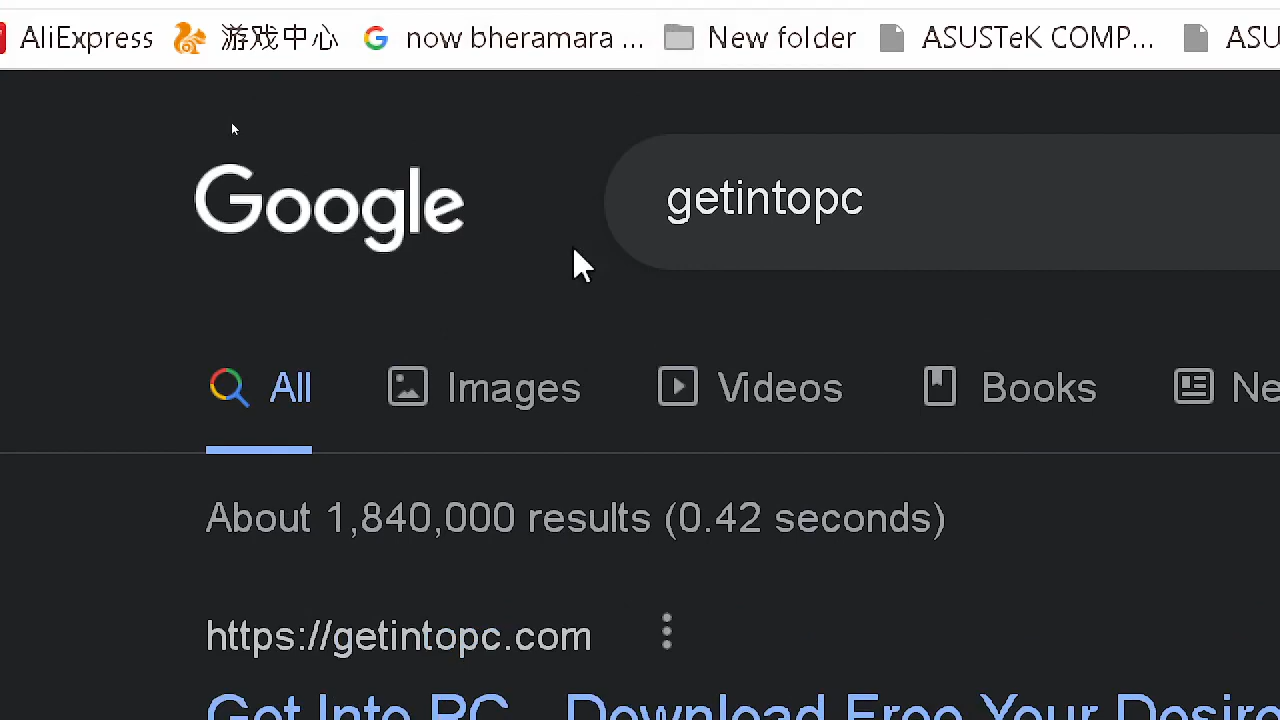 AliExpress 游戏中心 now bheramara ... New folder ASUSTeK COMP... ASU
Google getintopc
All Images Videos Books Ne
About 1,840,000 results (0.42 seconds)
https://getintopc.com
Get Into PC - Download Free Your Desire